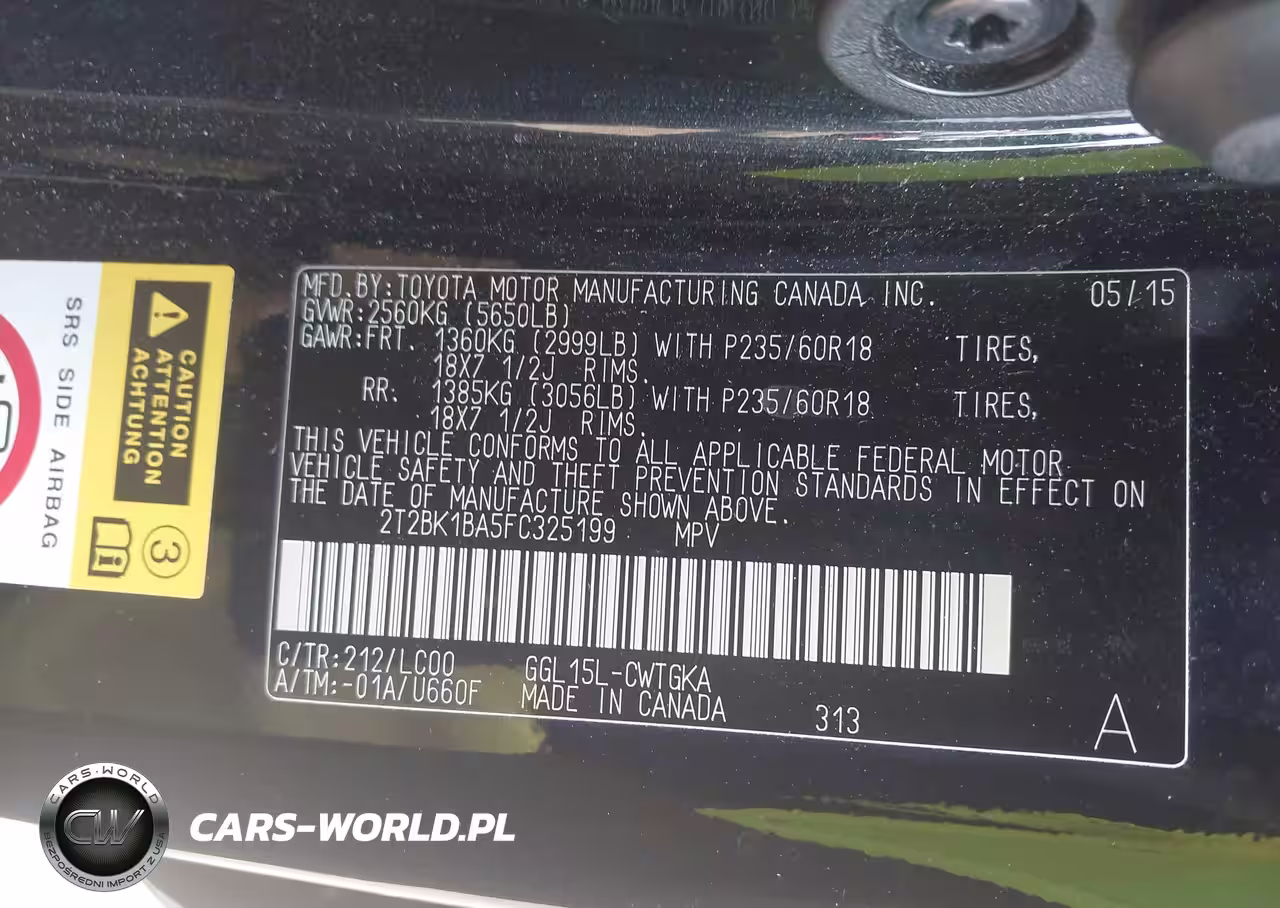 MFD.BY:TOYOTA MOTOR MANUFACTURING CANADA INC. 05/15
GVWR:2560KG (5650LB)
GAWR:FRT. 1360KG (2999LB) WITH P235/60R18 TIRES,
18X7 1/2J RIMS.
RR: 1385KG (3056LB) WITH P235/60R18 TIRES,
18X7 1/2J RIMS.
THIS VEHICLE CONFORMS TO ALL APPLICABLE FEDERAL MOTOR
VEHICLE SAFETY AND THEFT PREVENTION STANDARDS IN EFFECT ON
THE DATE OF MANUFACTURE SHOWN ABOVE.
2T2BK1BA5FC325199 MPV
C/TR:212/LC00 GGL15L-CWTGKA
A/TM:-01A/U660F MADE IN CANADA 313
A
SRS SIDE AIRBAG
CAUTION
ATTENTION
ACHTUNG
3
CARS-WORLD
CW
BEZPOŚREDNI IMPORT Z USA
CARS-WORLD.PL